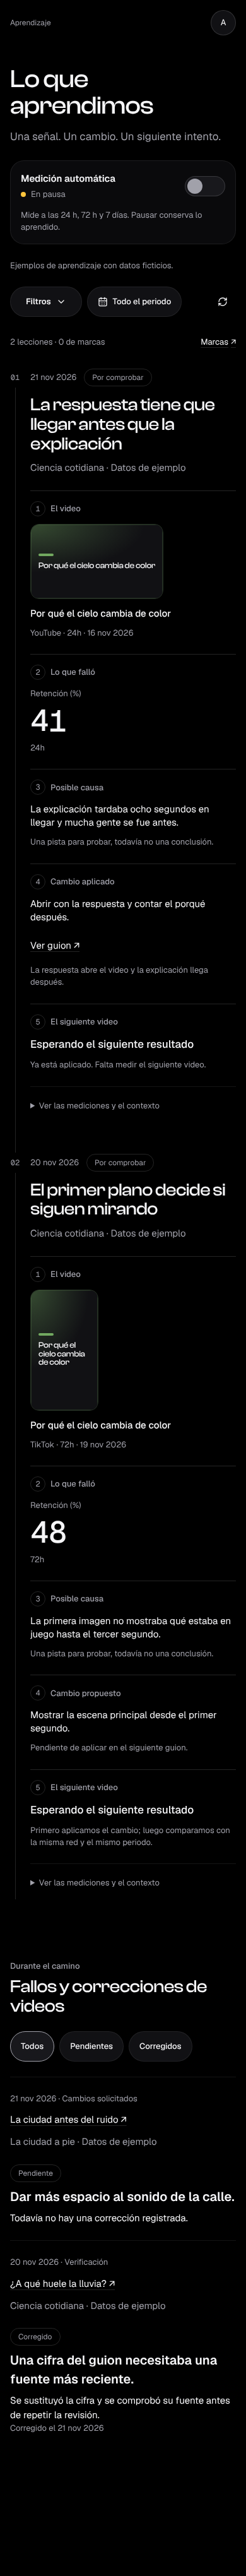 Aprendizaje
A
Lo que
aprendimos
Una señal. Un cambio. Un siguiente intento.
Medición automática
En pausa
Mide a las 24 h, 72 h y 7 días. Pausar conserva lo
aprendido.
Ejemplos de aprendizaje con datos ficticios.
Filtros
Todo el periodo
2 lecciones · 0 de marcas
Marcas ↗
01
21 nov 2026
Por comprobar
La respuesta tiene que
llegar antes que la
explicación
Ciencia cotidiana · Datos de ejemplo
1 El video
Por qué el cielo cambia de color
Por qué el cielo cambia de color
YouTube · 24h · 16 nov 2026
2 Lo que falló
Retención (%)
41
24h
3 Posible causa
La explicación tardaba ocho segundos en
llegar y mucha gente se fue antes.
Una pista para probar, todavía no una conclusión.
4 Cambio aplicado
Abrir con la respuesta y contar el porqué
después.
Ver guion ↗
La respuesta abre el video y la explicación llega
después.
5 El siguiente video
Esperando el siguiente resultado
Ya está aplicado. Falta medir el siguiente video.
▶ Ver las mediciones y el contexto
02
20 nov 2026
Por comprobar
El primer plano decide si
siguen mirando
Ciencia cotidiana · Datos de ejemplo
1 El video
Por qué el
cielo cambia
de color
Por qué el cielo cambia de color
TikTok · 72h · 19 nov 2026
2 Lo que falló
Retención (%)
48
72h
3 Posible causa
La primera imagen no mostraba qué estaba en
juego hasta el tercer segundo.
Una pista para probar, todavía no una conclusión.
4 Cambio propuesto
Mostrar la escena principal desde el primer
segundo.
Pendiente de aplicar en el siguiente guion.
5 El siguiente video
Esperando el siguiente resultado
Primero aplicamos el cambio; luego comparamos con
la misma red y el mismo periodo.
▶ Ver las mediciones y el contexto
Durante el camino
Fallos y correcciones de
videos
Todos
Pendientes
Corregidos
21 nov 2026 · Cambios solicitados
La ciudad antes del ruido ↗
La ciudad a pie · Datos de ejemplo
Pendiente
Dar más espacio al sonido de la calle.
Todavía no hay una corrección registrada.
20 nov 2026 · Verificación
¿A qué huele la lluvia? ↗
Ciencia cotidiana · Datos de ejemplo
Corregido
Una cifra del guion necesitaba una
fuente más reciente.
Se sustituyó la cifra y se comprobó su fuente antes
de repetir la revisión.
Corregido el 21 nov 2026